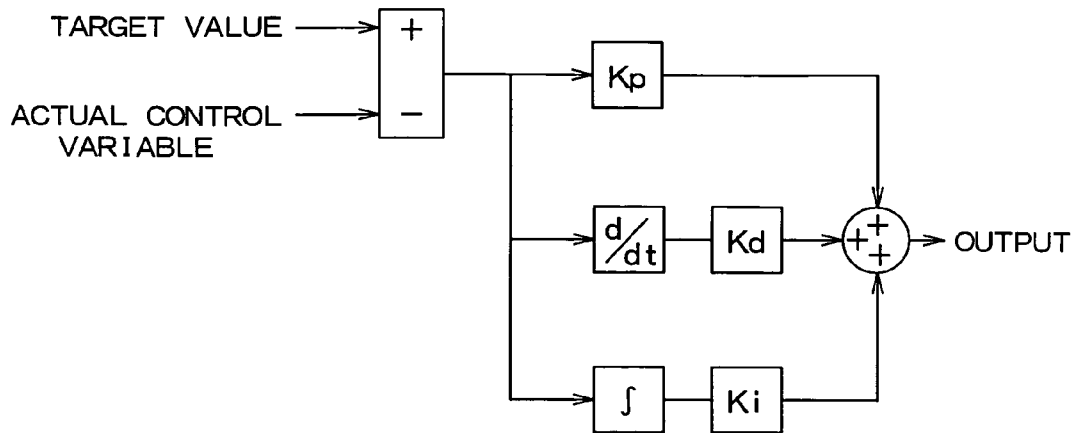 TARGET VALUE
+
Kp
ACTUAL CONTROL
VARIABLE
−
d/dt
Kd
+
+
+
OUTPUT
∫
Ki